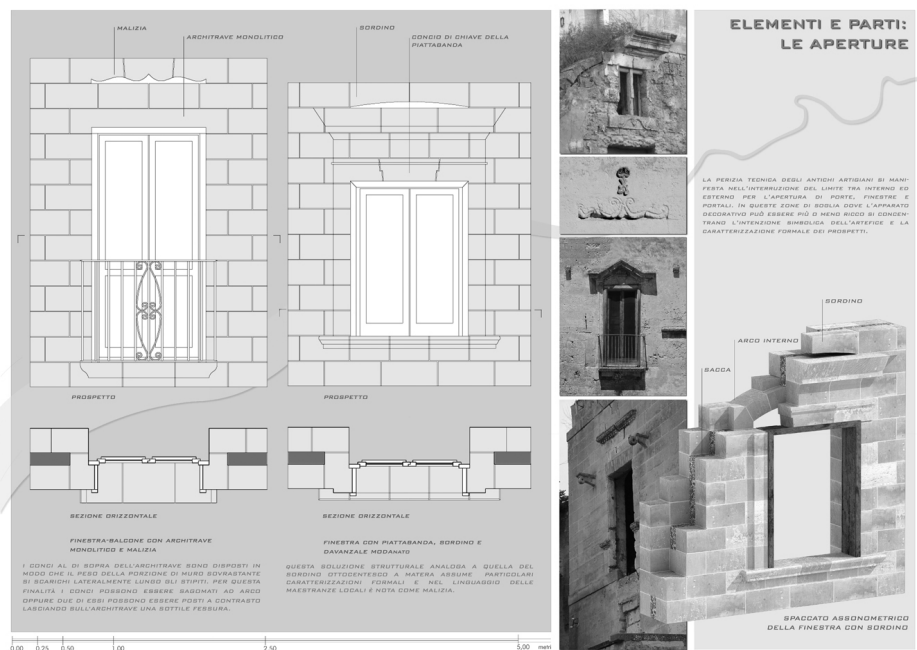 MALIZIA
ARCHITRAVE MONOLITICO
SORDINO
CONCIO DI CHIAVE DELLA
PIATTABANDA
ELEMENTI E PARTI:
LE APERTURE
LA PERIZIA TECNICA DEGLI ANTICHI ARTIGIANI SI MANI-
FESTA NELL'INTERRUZIONE DEL LIMITE TRA INTERNO ED
ESTERNO PER L'APERTURA DI PORTE, FINESTRE E
PORTALI. IN QUESTE ZONE DI SOGLIA DOVE L'APPARATO
DECORATIVO PUÒ ESSERE PIÙ O MENO RICCO SI CONCEN-
TRANO L'INTENZIONE SIMBOLICA DELL'ARTEFICE E LA
CARATTERIZZAZIONE FORMALE DEI PROSPETTI.
SORDINO
ARCO INTERNO
SACCA
PROSPETTO
PROSPETTO
SEZIONE ORIZZONTALE
SEZIONE ORIZZONTALE
FINESTRA-BALCONE CON ARCHITRAVE
MONOLITICO E MALIZIA
FINESTRA CON PIATTABANDA, SORDINO E
DAVANZALE MODANATO
I CONCI AL DI SOPRA DELL'ARCHITRAVE SONO DISPOSTI IN
MODO CHE IL PESO DELLA PORZIONE DI MURO SOVRASTANTE
SI SCARICHI LATERALMENTE LUNGO GLI STIPITI. PER QUESTA
FINALITÀ I CONCI POSSONO ESSERE SAGOMATI AD ARCO
OPPURE DUE DI ESSI POSSONO ESSERE POSTI A CONTRASTO
LASCIANDO SULL'ARCHITRAVE UNA SOTTILE FESSURA.
QUESTA SOLUZIONE STRUTTURALE ANALOGA A QUELLA DEL
SORDINO OTTOCENTESCO A MATERA ASSUME PARTICOLARI
CARATTERIZZAZIONI FORMALI E NEL LINGUAGGIO DELLE
MAESTRANZE LOCALI È NOTA COME MALIZIA.
SPACCATO ASSONOMETRICO
DELLA FINESTRA CON SORDINO
0,00 0,25 0,50 1,00 2,50 5,00 metri